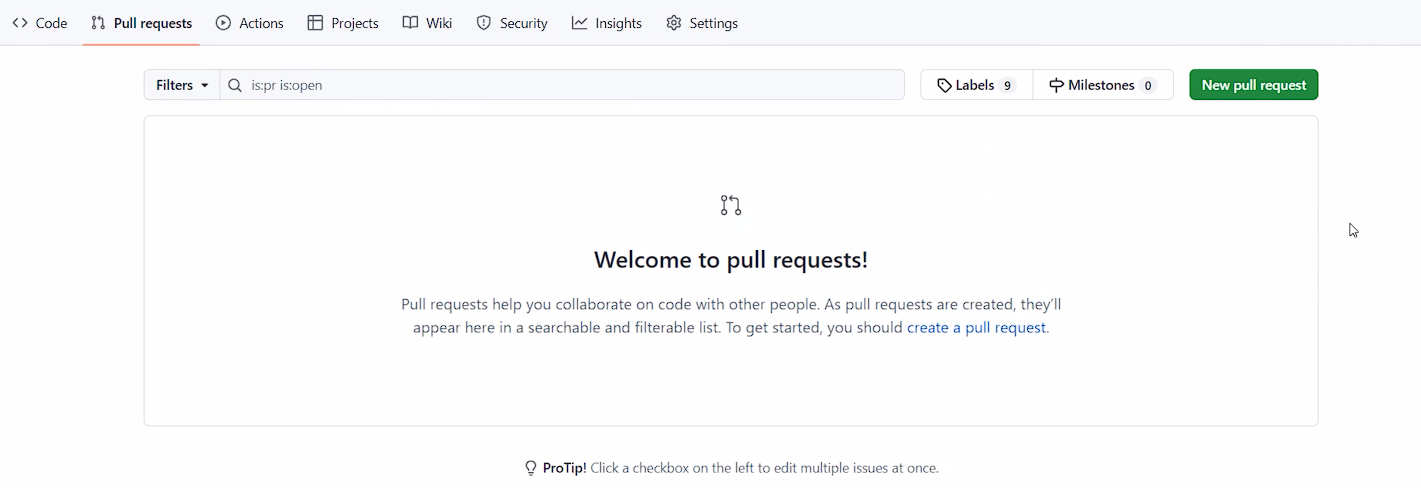 Code Pull requests Actions Projects Wiki Security Insights Settings
Filters is:pr is:open Labels 9 Milestones 0 New pull request
Welcome to pull requests!
Pull requests help you collaborate on code with other people. As pull requests are created, they’ll
appear here in a searchable and filterable list. To get started, you should create a pull request.
ProTip! Click a checkbox on the left to edit multiple issues at once.